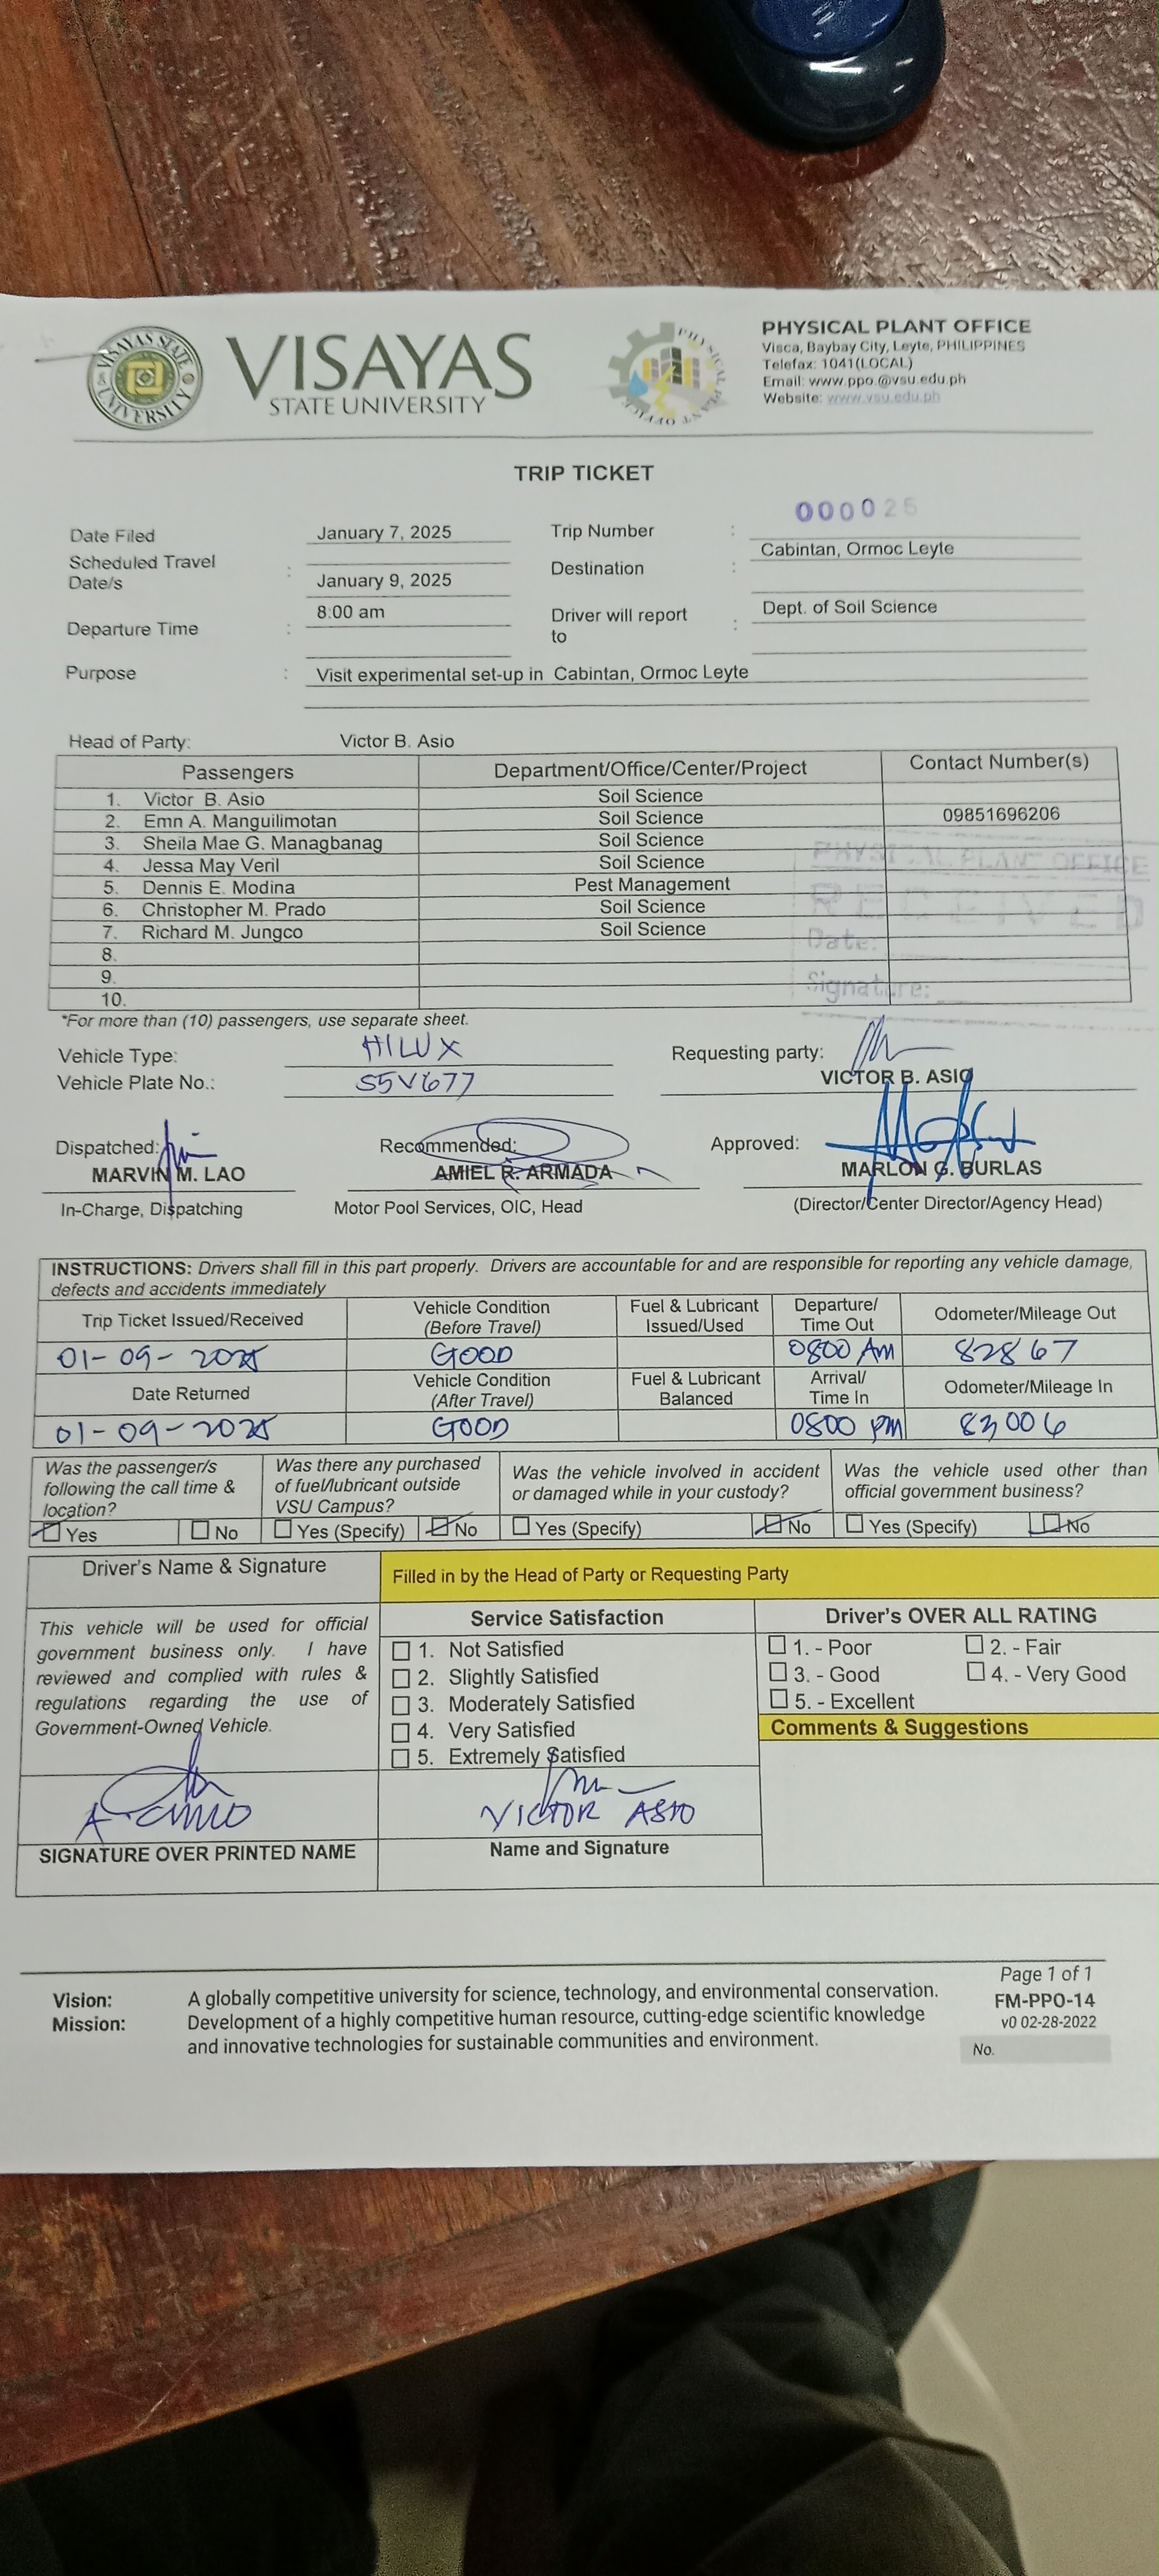 VISAYAS STATE UNIVERSITY
VISAYAS
STATE UNIVERSITY
PHYSICAL PLANT OFFICE
PHYSICAL PLANT OFFICE
Visca, Baybay City, Leyte, PHILIPPINES
Telefax: 1041(LOCAL)
Email: www.ppo.@vsu.edu.ph
Website: www.vsu.edu.ph
TRIP TICKET
000025
Date Filed January 7, 2025 Trip Number :
Scheduled Travel Date/s : January 9, 2025 Destination : Cabintan, Ormoc Leyte
Departure Time : 8:00 am Driver will report to : Dept. of Soil Science
Purpose : Visit experimental set-up in Cabintan, Ormoc Leyte
Head of Party: Victor B. Asio
Passengers Department/Office/Center/Project Contact Number(s)
1. Victor B. Asio Soil Science
2. Emn A. Manguilimotan Soil Science 09851696206
3. Sheila Mae G. Managbanag Soil Science
4. Jessa May Veril Soil Science
5. Dennis E. Modina Pest Management
6. Christopher M. Prado Soil Science
7. Richard M. Jungco Soil Science
8.
9.
10.
PHYSICAL PLANT OFFICE
RECEIVED
Date:
Signature:
*For more than (10) passengers, use separate sheet.
Vehicle Type: HILUX Requesting party:
Vehicle Plate No.: S5V677 VICTOR B. ASIO
Dispatched: Recommended: Approved:
MARVIN M. LAO AMIEL R. ARMADA MARLON G. BURLAS
In-Charge, Dispatching Motor Pool Services, OIC, Head (Director/Center Director/Agency Head)
INSTRUCTIONS: Drivers shall fill in this part properly. Drivers are accountable for and are responsible for reporting any vehicle damage,
defects and accidents immediately
Trip Ticket Issued/Received Vehicle Condition (Before Travel) Fuel & Lubricant Issued/Used Departure/ Time Out Odometer/Mileage Out
01-09-2025 GOOD 0800 Am 82867
Date Returned Vehicle Condition (After Travel) Fuel & Lubricant Balanced Arrival/ Time In Odometer/Mileage In
01-09-2025 GOOD 0800 pm 83006
Was the passenger/s following the call time & location? Was there any purchased of fuel/lubricant outside VSU Campus? Was the vehicle involved in accident or damaged while in your custody? Was the vehicle used other than official government business?
Yes No Yes (Specify) No Yes (Specify) No Yes (Specify) No
Driver's Name & Signature Filled in by the Head of Party or Requesting Party
This vehicle will be used for official
government business only. I have
reviewed and complied with rules &
regulations regarding the use of
Government-Owned Vehicle.
Service Satisfaction
1. Not Satisfied
2. Slightly Satisfied
3. Moderately Satisfied
4. Very Satisfied
5. Extremely Satisfied
Driver's OVER ALL RATING
1. - Poor 2. - Fair
3. - Good 4. - Very Good
5. - Excellent
Comments & Suggestions
VICTOR ASIO
SIGNATURE OVER PRINTED NAME Name and Signature
Page 1 of 1
FM-PPO-14
v0 02-28-2022
No.
Vision: A globally competitive university for science, technology, and environmental conservation.
Mission: Development of a highly competitive human resource, cutting-edge scientific knowledge
and innovative technologies for sustainable communities and environment.